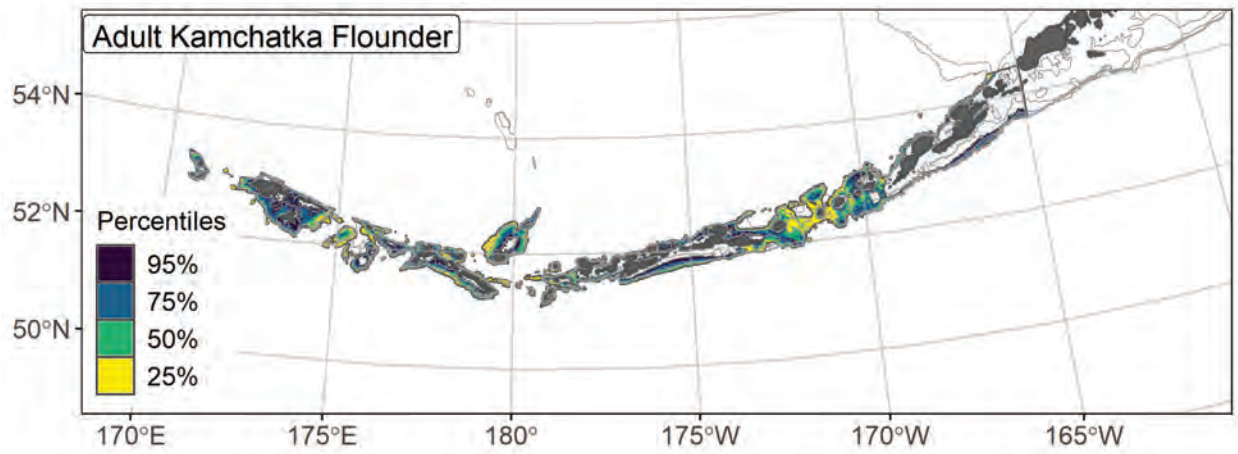 Adult Kamchatka Flounder
54°N
52°N
50°N
Percentiles
95%
75%
50%
25%
170°E
175°E
180°
175°W
170°W
165°W